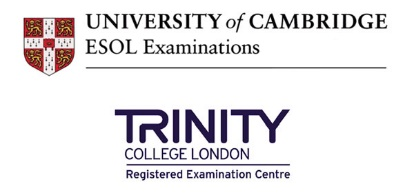 UNIVERSITY of CAMBRIDGE
ESOL Examinations
TRINITY
COLLEGE LONDON
Registered Examination Centre